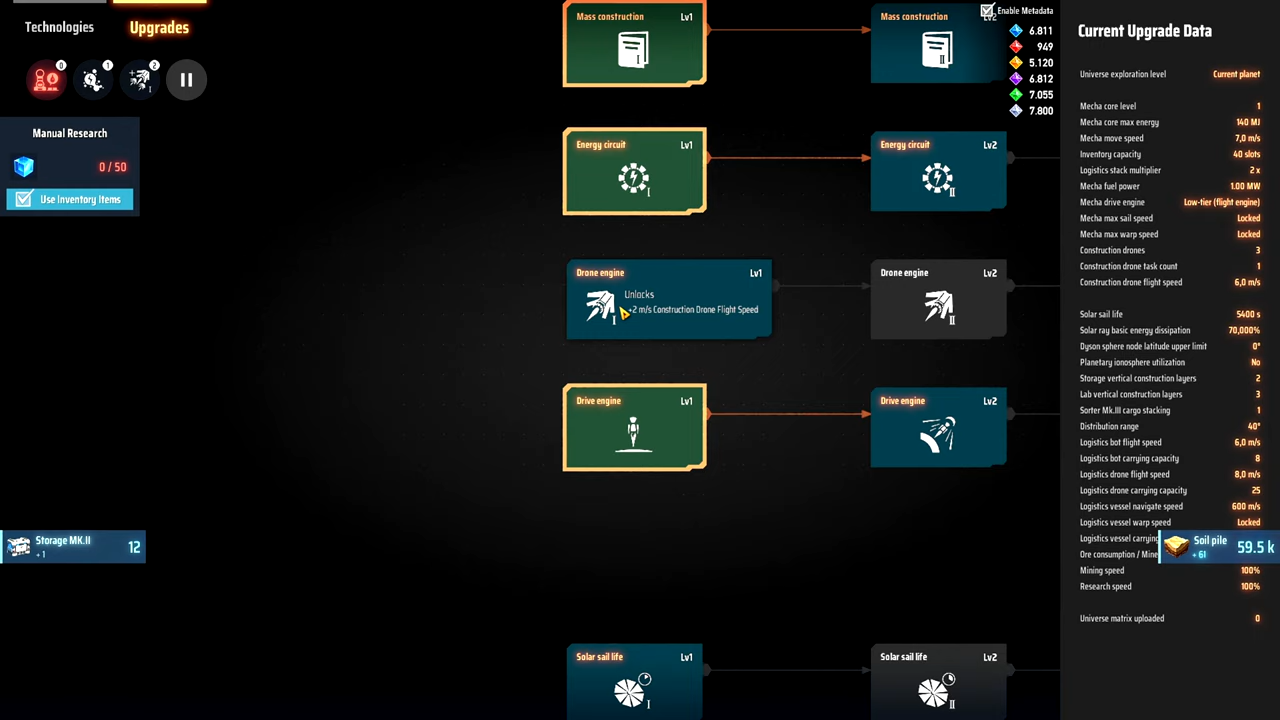 Technologies
Upgrades
0
1
2
I
Manual Research
0 / 50
Use Inventory Items
Storage MK.II
+ 1
12
Mass construction Lv1
I
Mass construction
II
Energy circuit Lv1
I
Energy circuit Lv2
II
Drone engine Lv1
Unlocks
+2 m/s Construction Drone Flight Speed
I
Drone engine Lv2
II
Drive engine Lv1
Drive engine Lv2
Solar sail life Lv1
I
Solar sail life Lv2
II
Enable Metadata
6.811
949
5.120
6.812
7.055
7.800
Current Upgrade Data
Universe exploration level Current planet
Mecha core level 1
Mecha core max energy 140 MJ
Mecha move speed 7,0 m/s
Inventory capacity 40 slots
Logistics stack multiplier 2 x
Mecha fuel power 1.00 MW
Mecha drive engine Low-tier (flight engine)
Mecha max sail speed Locked
Mecha max warp speed Locked
Construction drones 3
Construction drone task count 1
Construction drone flight speed 6,0 m/s
Solar sail life 5400 s
Solar ray basic energy dissipation 70,000%
Dyson sphere node latitude upper limit 0°
Planetary ionosphere utilization No
Storage vertical construction layers 2
Lab vertical construction layers 3
Sorter Mk.III cargo stacking 1
Distribution range 40°
Logistics bot flight speed 6,0 m/s
Logistics bot carrying capacity 8
Logistics drone flight speed 8,0 m/s
Logistics drone carrying capacity 25
Logistics vessel navigate speed 600 m/s
Logistics vessel warp speed Locked
Logistics vessel carrying
Ore consumption / Mine
Soil pile
+ 61
59.5 k
Mining speed 100%
Research speed 100%
Universe matrix uploaded 0